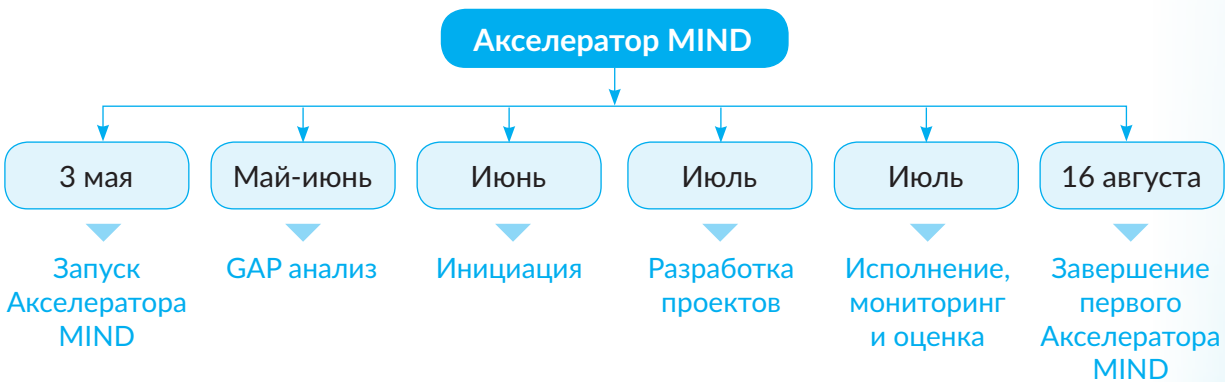 Акселератор MIND
3 мая
Май-июнь
Июнь
Июль
Июль
16 августа
Запуск
Акселератора
MIND
GAP анализ
Инициация
Разработка
проектов
Исполнение,
мониторинг
и оценка
Завершение
первого
Акселератора
MIND